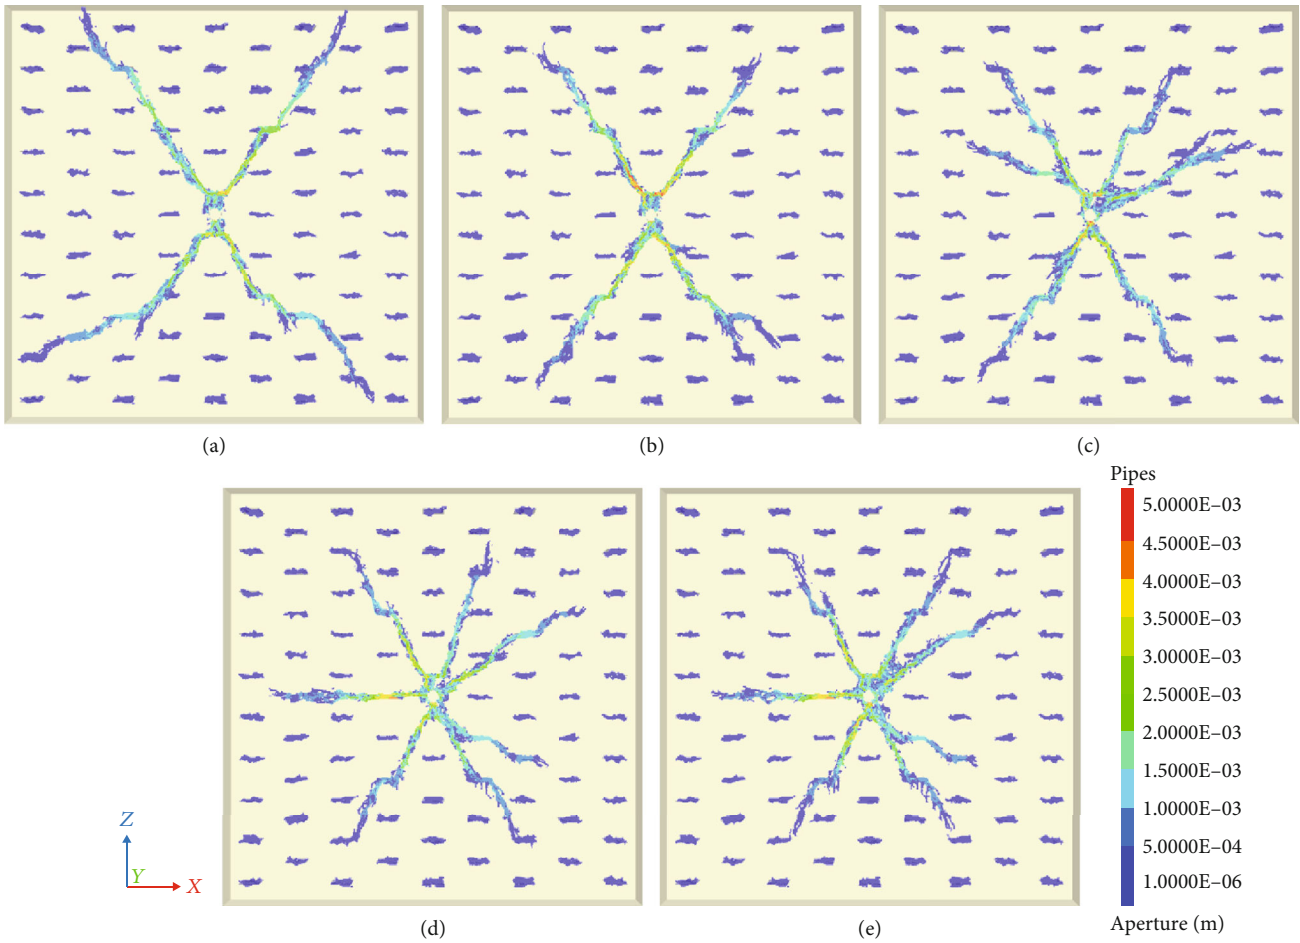 (a)
(b)
(c)
Pipes
5.0000E–03
4.5000E–03
4.0000E–03
3.5000E–03
3.0000E–03
2.5000E–03
2.0000E–03
1.5000E–03
1.0000E–03
5.0000E–04
1.0000E–06
Aperture (m)
Z
Y
X
(d)
(e)